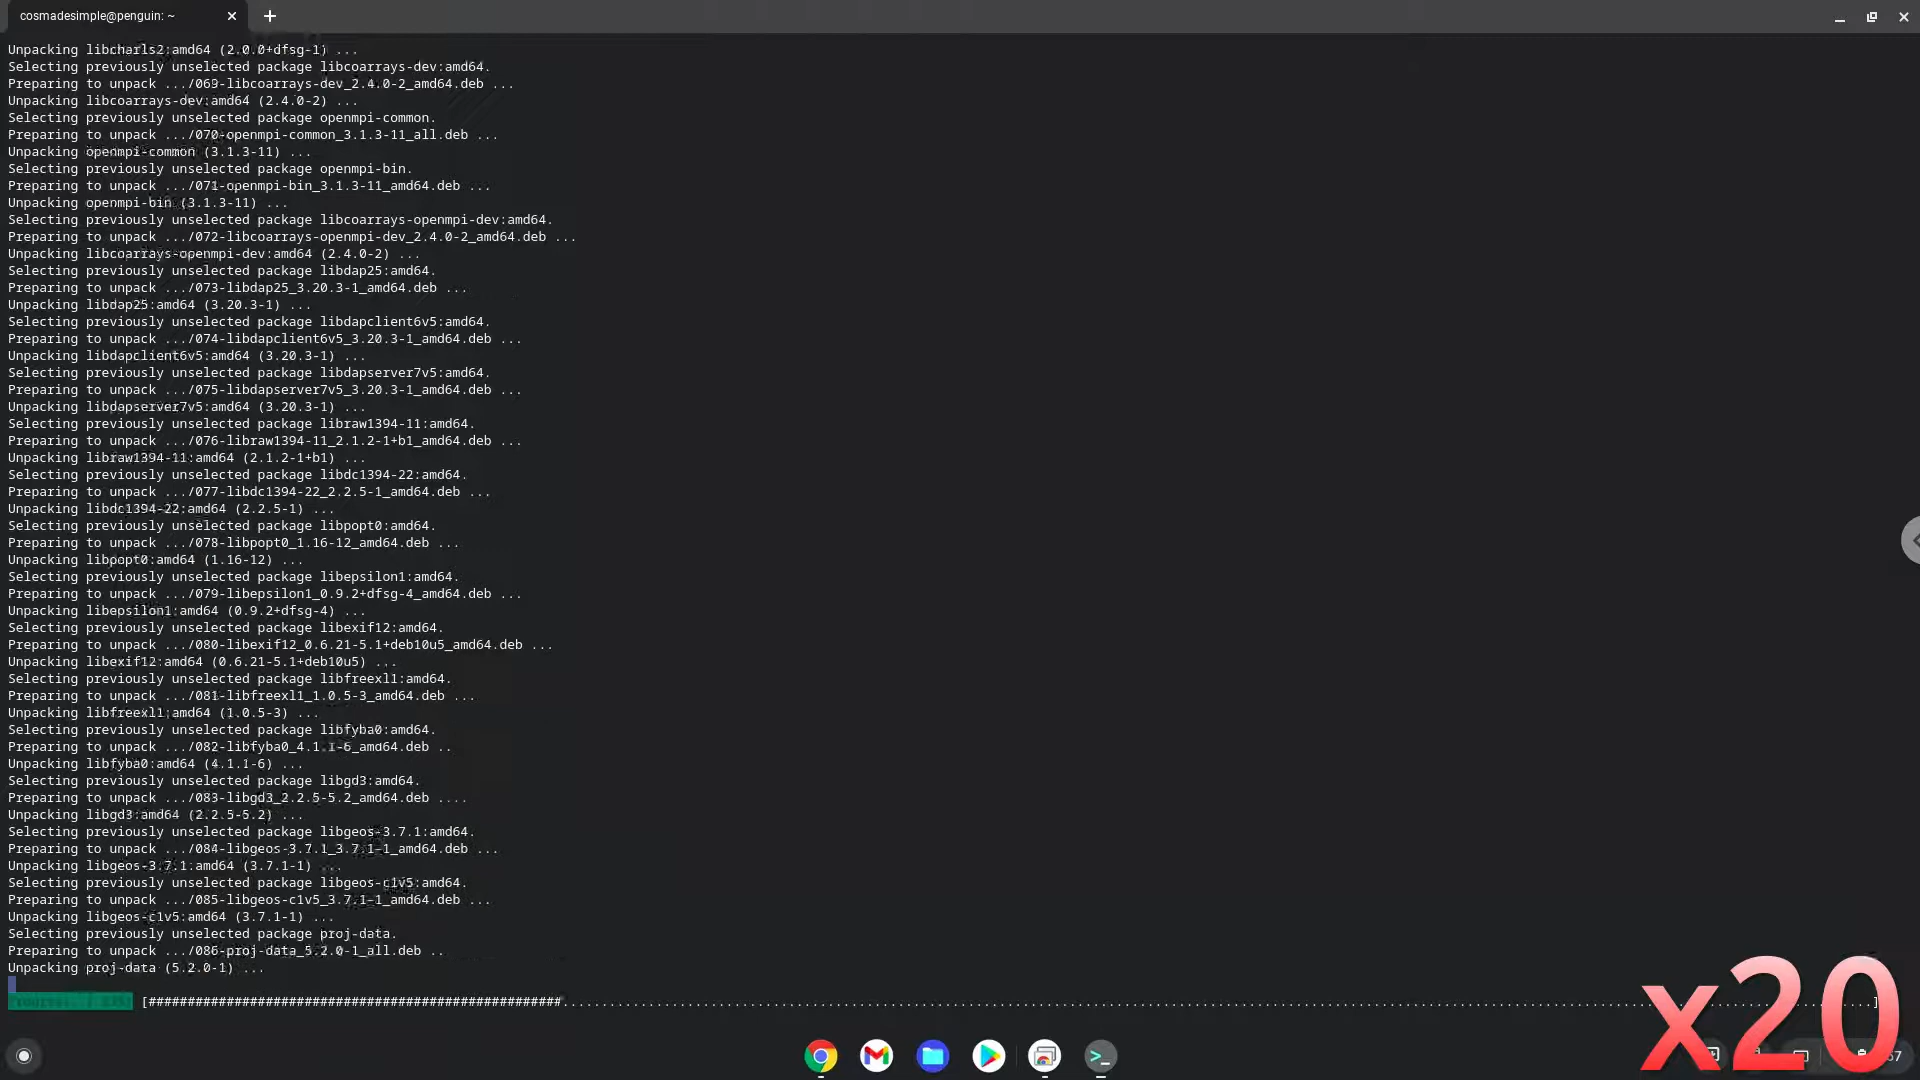 cosmadesimple@penguin: ~
Unpacking libcharls2:amd64 (2.0.0+dfsg-1) ...
Selecting previously unselected package libcoarrays-dev:amd64.
Preparing to unpack .../069-libcoarrays-dev_2.4.0-2_amd64.deb ...
Unpacking libcoarrays-dev:amd64 (2.4.0-2) ...
Selecting previously unselected package openmpi-common.
Preparing to unpack .../070-openmpi-common_3.1.3-11_all.deb ...
Unpacking openmpi-common (3.1.3-11) ...
Selecting previously unselected package openmpi-bin.
Preparing to unpack .../071-openmpi-bin_3.1.3-11_amd64.deb ...
Unpacking openmpi-bin (3.1.3-11) ...
Selecting previously unselected package libcoarrays-openmpi-dev:amd64.
Preparing to unpack .../072-libcoarrays-openmpi-dev_2.4.0-2_amd64.deb ...
Unpacking libcoarrays-openmpi-dev:amd64 (2.4.0-2) ...
Selecting previously unselected package libdap25:amd64.
Preparing to unpack .../073-libdap25_3.20.3-1_amd64.deb ...
Unpacking libdap25:amd64 (3.20.3-1) ...
Selecting previously unselected package libdapclient6v5:amd64.
Preparing to unpack .../074-libdapclient6v5_3.20.3-1_amd64.deb ...
Unpacking libdapclient6v5:amd64 (3.20.3-1) ...
Selecting previously unselected package libdapserver7v5:amd64.
Preparing to unpack .../075-libdapserver7v5_3.20.3-1_amd64.deb ...
Unpacking libdapserver7v5:amd64 (3.20.3-1) ...
Selecting previously unselected package libraw1394-11:amd64.
Preparing to unpack .../076-libraw1394-11_2.1.2-1+b1_amd64.deb ...
Unpacking libraw1394-11:amd64 (2.1.2-1+b1) ...
Selecting previously unselected package libdc1394-22:amd64.
Preparing to unpack .../077-libdc1394-22_2.2.5-1_amd64.deb ...
Unpacking libdc1394-22:amd64 (2.2.5-1) ...
Selecting previously unselected package libpopt0:amd64.
Preparing to unpack .../078-libpopt0_1.16-12_amd64.deb ...
Unpacking libpopt0:amd64 (1.16-12) ...
Selecting previously unselected package libepsilon1:amd64.
Preparing to unpack .../079-libepsilon1_0.9.2+dfsg-4_amd64.deb ...
Unpacking libepsilon1:amd64 (0.9.2+dfsg-4) ...
Selecting previously unselected package libexif12:amd64.
Preparing to unpack .../080-libexif12_0.6.21-5.1+deb10u5_amd64.deb ...
Unpacking libexif12:amd64 (0.6.21-5.1+deb10u5) ...
Selecting previously unselected package libfreexl1:amd64.
Preparing to unpack .../081-libfreexl1_1.0.5-3_amd64.deb ...
Unpacking libfreexl1:amd64 (1.0.5-3) ...
Selecting previously unselected package libfyba0:amd64.
Preparing to unpack .../082-libfyba0_4.1.1-6_amd64.deb ..
Unpacking libfyba0:amd64 (4.1.1-6) ...
Selecting previously unselected package libgd3:amd64.
Preparing to unpack .../083-libgd3_2.2.5-5.2_amd64.deb ....
Unpacking libgd3:amd64 (2.2.5-5.2) ...
Selecting previously unselected package libgeos-3.7.1:amd64.
Preparing to unpack .../084-libgeos-3.7.1_3.7.1-1_amd64.deb ...
Unpacking libgeos-3.7.1:amd64 (3.7.1-1) ...
Selecting previously unselected package libgeos-c1v5:amd64.
Preparing to unpack .../085-libgeos-c1v5_3.7.1-1_amd64.deb ...
Unpacking libgeos-c1v5:amd64 (3.7.1-1) ...
Selecting previously unselected package proj-data.
Preparing to unpack .../086-proj-data_5.2.0-1_all.deb ..
Unpacking proj-data (5.2.0-1) ...
x20